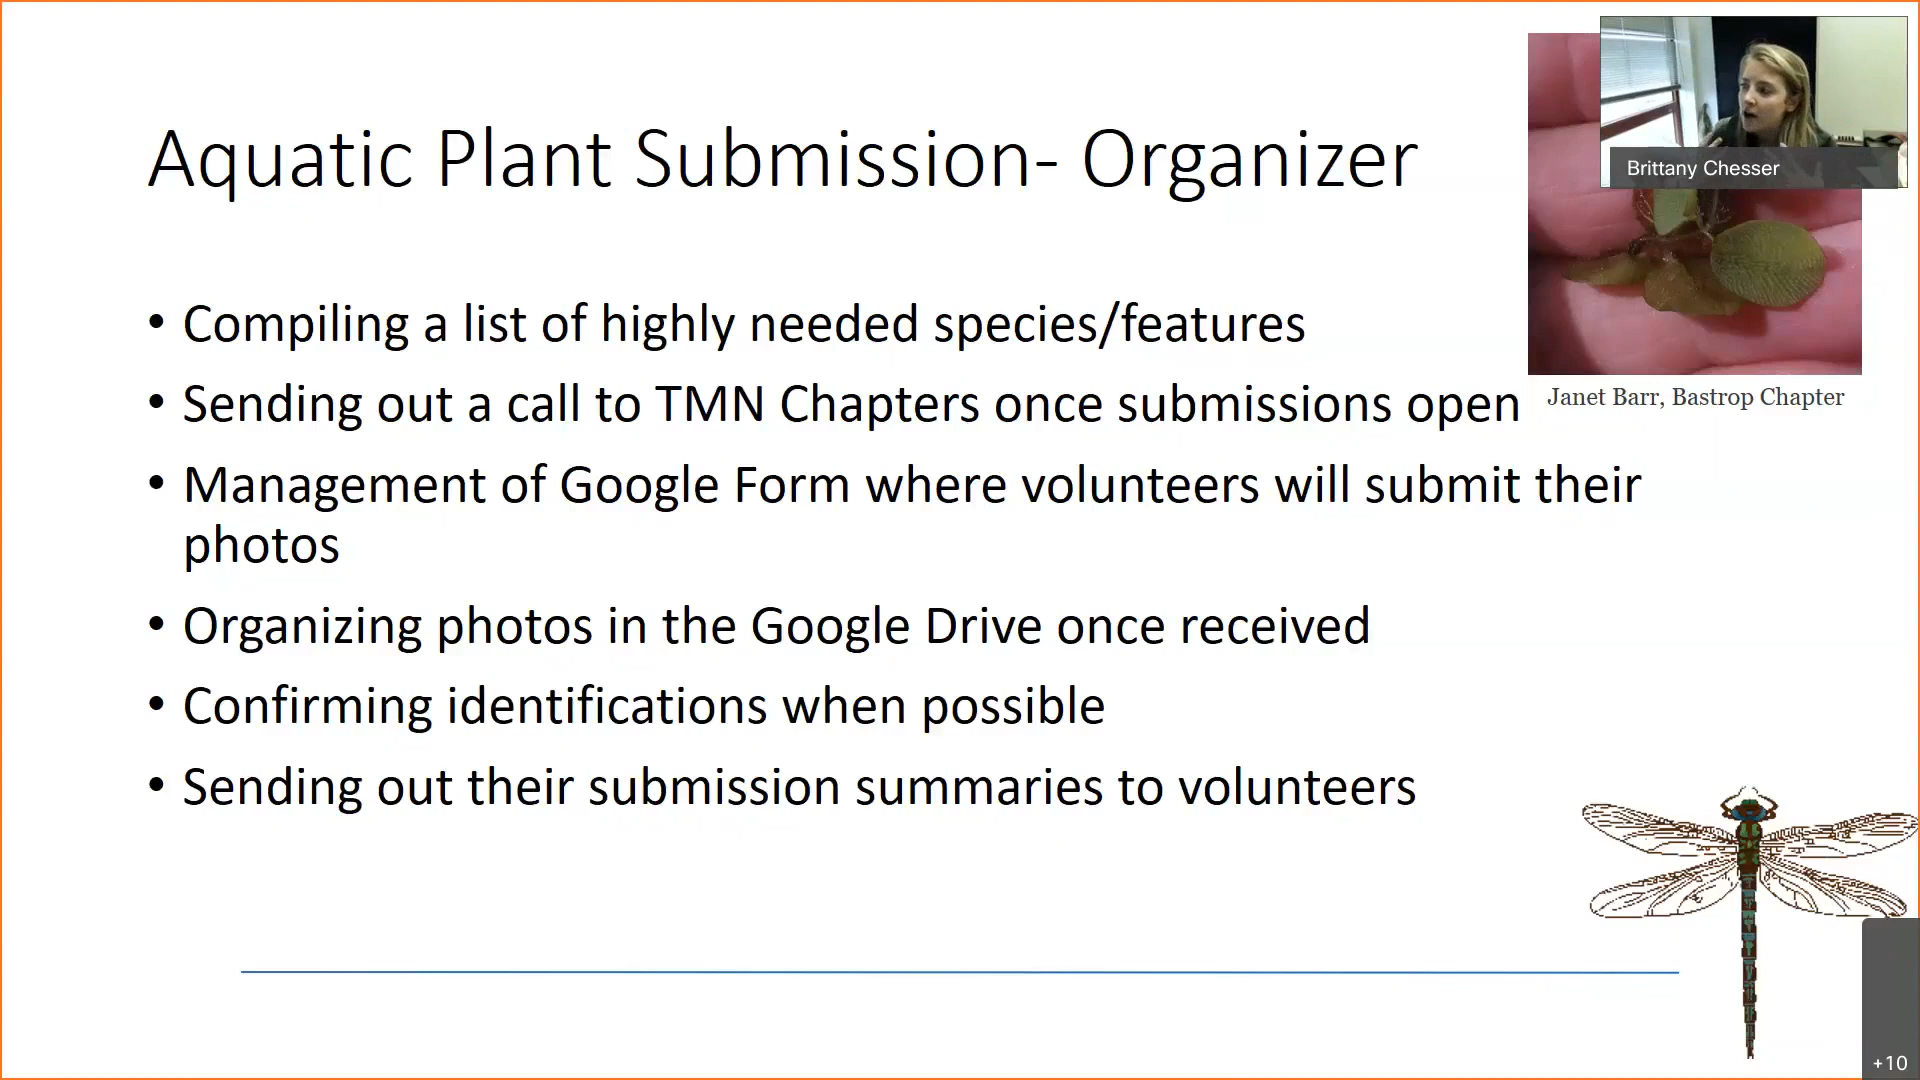 Brittany Chesser
Aquatic Plant Submission- Organizer
• Compiling a list of highly needed species/features
• Sending out a call to TMN Chapters once submissions open
Janet Barr, Bastrop Chapter
• Management of Google Form where volunteers will submit their
photos
• Organizing photos in the Google Drive once received
• Confirming identifications when possible
• Sending out their submission summaries to volunteers
+10